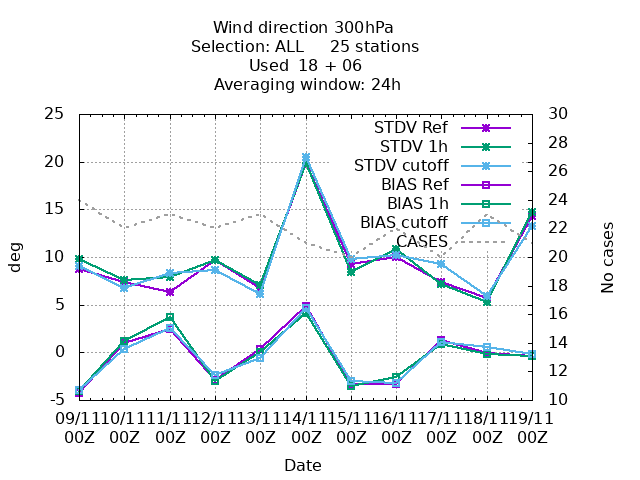 Wind direction 300hPa
Selection: ALL     25 stations
Used  18 + 06
Averaging window: 24h
25
20
15
10
5
0
-5
deg
30
28
26
24
22
20
18
16
14
12
10
No cases
STDV Ref
STDV 1h
STDV cutoff
BIAS Ref
BIAS 1h
BIAS cutoff
CASES
09/11 10/11 11/11 12/11 13/11 14/11 15/11 16/11 17/11 18/11 19/11
00Z 00Z 00Z 00Z 00Z 00Z 00Z 00Z 00Z 00Z 00Z
Date